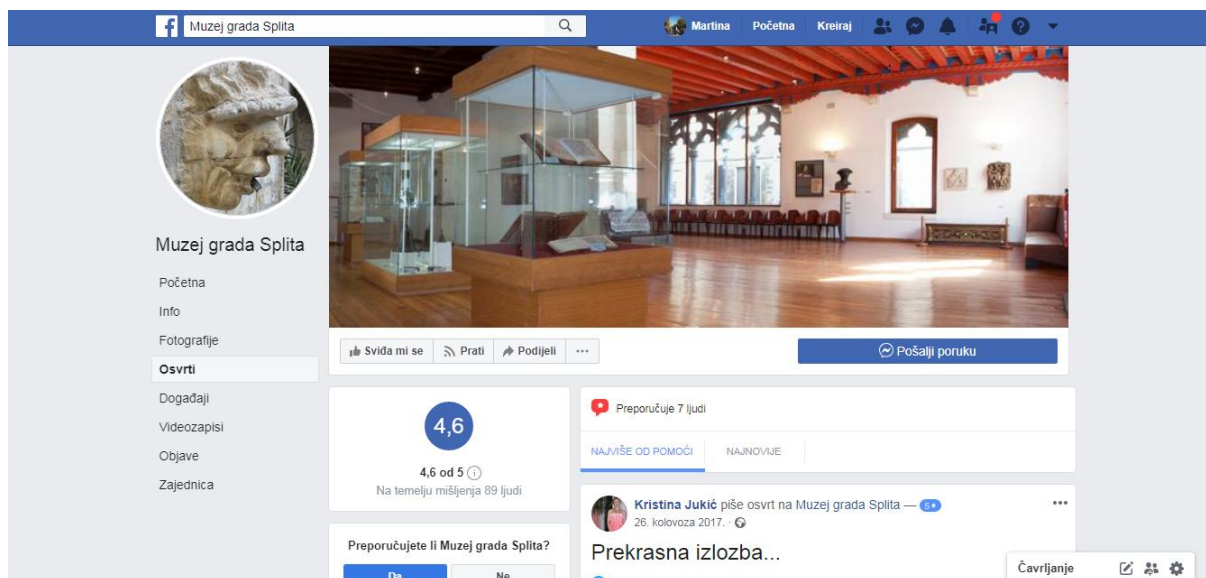 Muzej grada Splita
Martina Početna Kreiraj
Muzej grada Splita
Početna
Info
Fotografije
Osvrti
Događaji
Videozapisi
Objave
Zajednica
Sviđa mi se Prati Podijeli ...
Pošalji poruku
4,6
4,6 od 5
Na temelju mišljenja 89 ljudi
Preporučujete li Muzej grada Splita?
Da Ne
Preporučuje 7 ljudi
NAJVIŠE OD POMOĆI NAJNOVIJE
Kristina Jukić piše osvrt na Muzej grada Splita — 5★
26. kolovoza 2017. ·
Prekrasna izlozba...
Čavrljanje